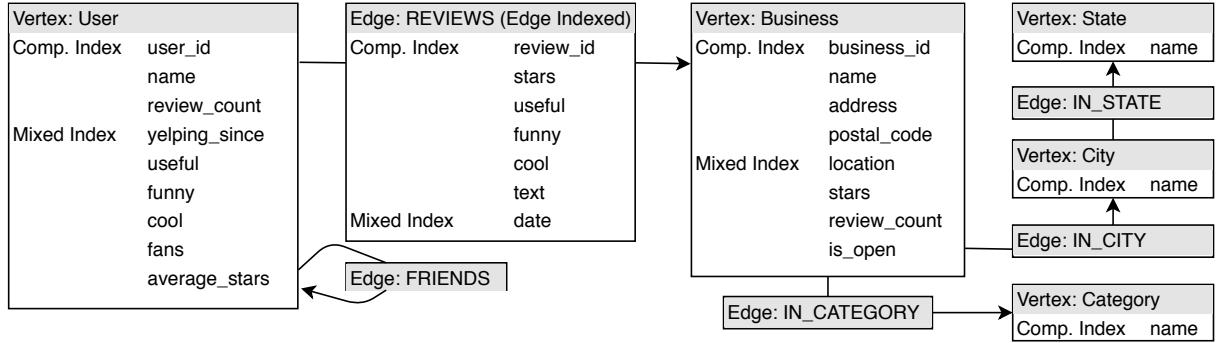 Vertex: User
Comp. Index user_id
name
review_count
Mixed Index yelping_since
useful
funny
cool
fans
average_stars
Edge: REVIEWS (Edge Indexed)
Comp. Index review_id
stars
useful
funny
cool
text
Mixed Index date
Edge: FRIENDS
Vertex: Business
Comp. Index business_id
name
address
postal_code
Mixed Index location
stars
review_count
is_open
Edge: IN_CATEGORY
Vertex: State
Comp. Index name
Edge: IN_STATE
Vertex: City
Comp. Index name
Edge: IN_CITY
Vertex: Category
Comp. Index name